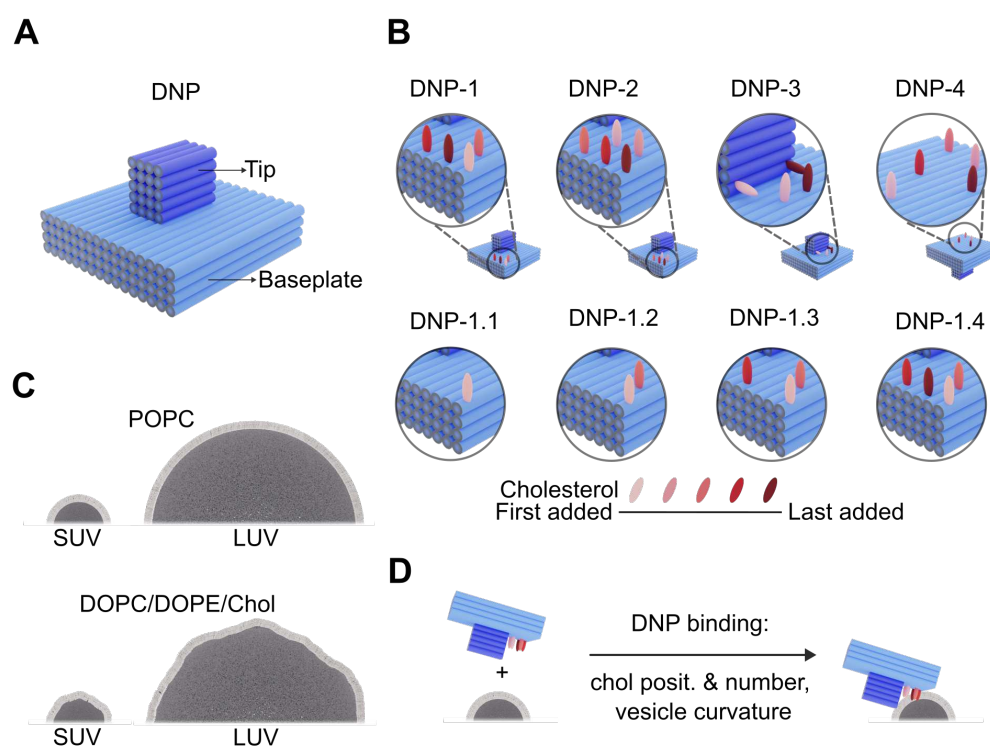 A
DNP
Tip
Baseplate
B
DNP-1
DNP-2
DNP-3
DNP-4
DNP-1.1
DNP-1.2
DNP-1.3
DNP-1.4
Cholesterol
First added
Last added
C
POPC
SUV
LUV
DOPC/DOPE/Chol
SUV
LUV
D
+
DNP binding:
chol posit. & number,
vesicle curvature